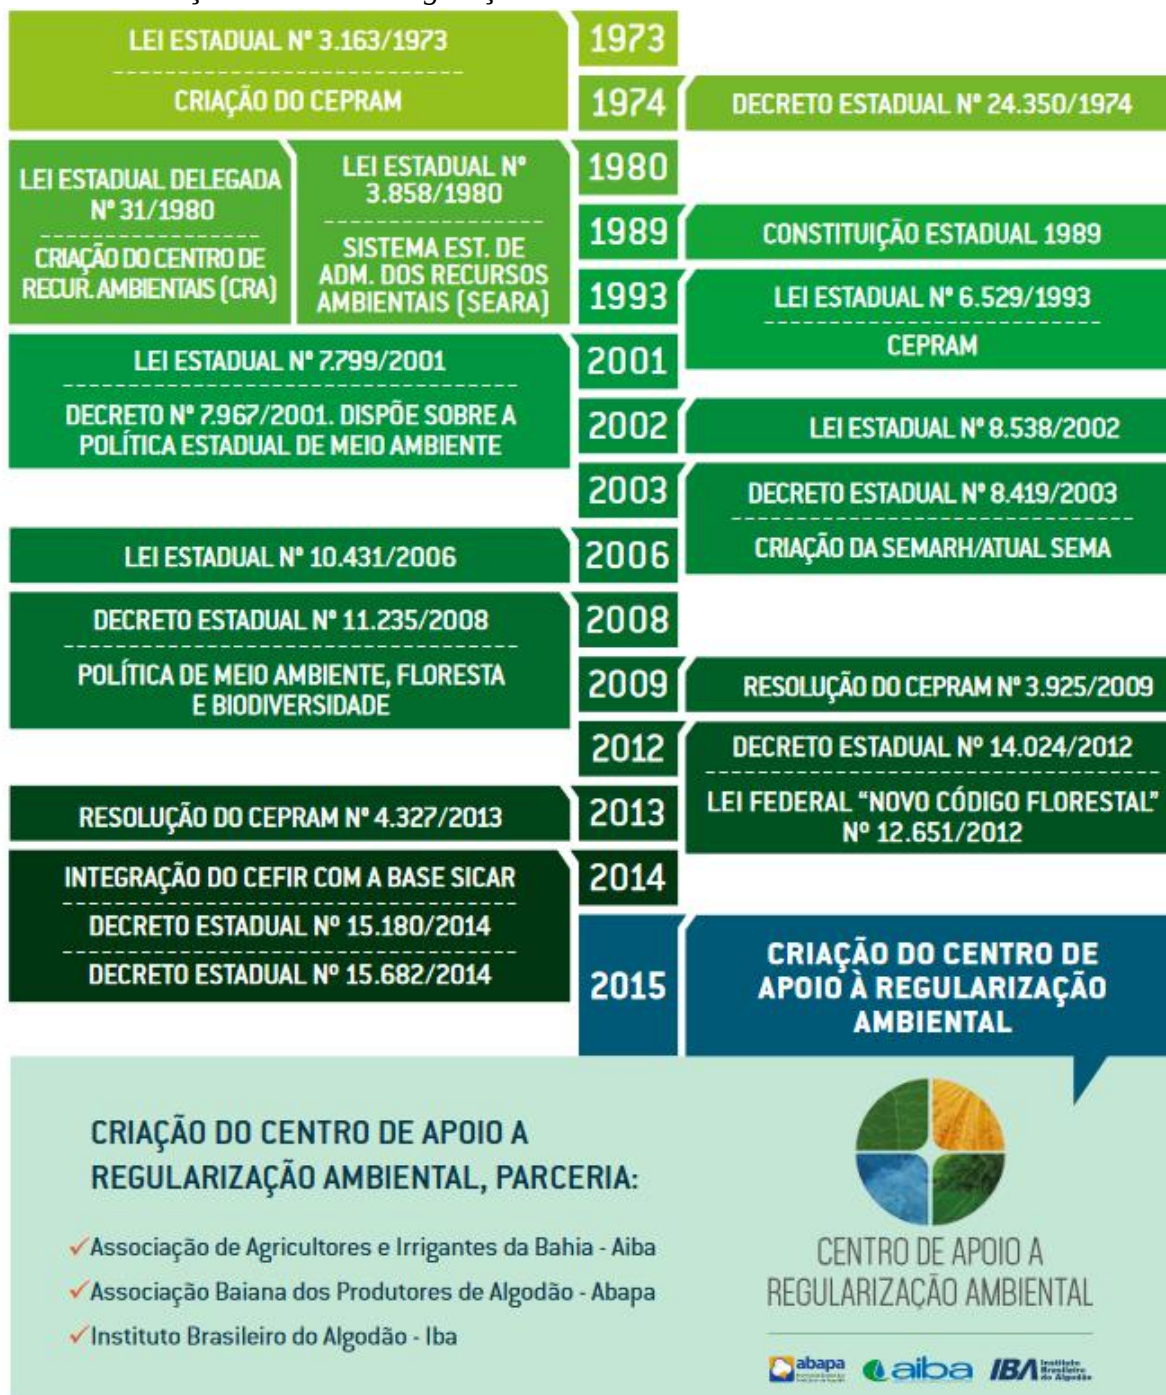 LEI ESTADUAL Nº 3.163/1973
CRIAÇÃO DO CEPRAM
1973
1974
DECRETO ESTADUAL Nº 24.350/1974
LEI ESTADUAL DELEGADA
Nº 31/1980
CRIAÇÃO DO CENTRO DE
RECUR. AMBIENTAIS (CRA)
LEI ESTADUAL Nº
3.858/1980
SISTEMA EST. DE
ADM. DOS RECURSOS
AMBIENTAIS (SEARA)
1980
1989
CONSTITUIÇÃO ESTADUAL 1989
1993
LEI ESTADUAL Nº 6.529/1993
CEPRAM
LEI ESTADUAL Nº 7.799/2001
DECRETO Nº 7.967/2001. DISPÕE SOBRE A
POLÍTICA ESTADUAL DE MEIO AMBIENTE
2001
2002
LEI ESTADUAL Nº 8.538/2002
2003
DECRETO ESTADUAL Nº 8.419/2003
CRIAÇÃO DA SEMARH/ATUAL SEMA
LEI ESTADUAL Nº 10.431/2006
2006
DECRETO ESTADUAL Nº 11.235/2008
POLÍTICA DE MEIO AMBIENTE, FLORESTA
E BIODIVERSIDADE
2008
2009
RESOLUÇÃO DO CEPRAM Nº 3.925/2009
2012
DECRETO ESTADUAL Nº 14.024/2012
LEI FEDERAL “NOVO CÓDIGO FLORESTAL”
Nº 12.651/2012
RESOLUÇÃO DO CEPRAM Nº 4.327/2013
2013
INTEGRAÇÃO DO CEFIR COM A BASE SICAR
DECRETO ESTADUAL Nº 15.180/2014
DECRETO ESTADUAL Nº 15.682/2014
2014
2015
CRIAÇÃO DO CENTRO DE
APOIO À REGULARIZAÇÃO
AMBIENTAL
CRIAÇÃO DO CENTRO DE APOIO A
REGULARIZAÇÃO AMBIENTAL, PARCERIA:
✓Associação de Agricultores e Irrigantes da Bahia - Aiba
✓Associação Baiana dos Produtores de Algodão - Abapa
✓Instituto Brasileiro do Algodão - Iba
CENTRO DE APOIO A
REGULARIZAÇÃO AMBIENTAL
abapa
aiba
IBA Instituto
Brasileiro
do Algodão